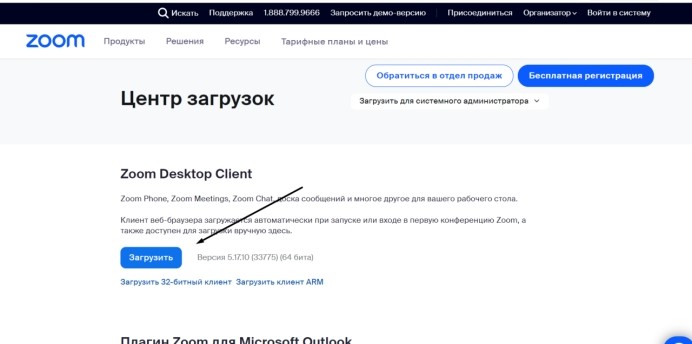 Искать Поддержка 1.888.799.9666 Запросить демо-версию Присоединиться Организатор Войти в систему
zoom Продукты Решения Ресурсы Тарифные планы и цены
Обратиться в отдел продаж Бесплатная регистрация
Центр загрузок
Загрузить для системного администратора
Zoom Desktop Client
Zoom Phone, Zoom Meetings, Zoom Chat, доска сообщений и многое другое для вашего рабочего стола.
Клиент веб-браузера загружается автоматически при запуске или входе в первую конференцию Zoom, а
также доступен для загрузки вручную здесь.
Загрузить Версия 5.17.10 (33775) (64 бита)
Загрузить 32-битный клиент Загрузить клиент ARM
Плагин Zoom для Microsoft Outlook